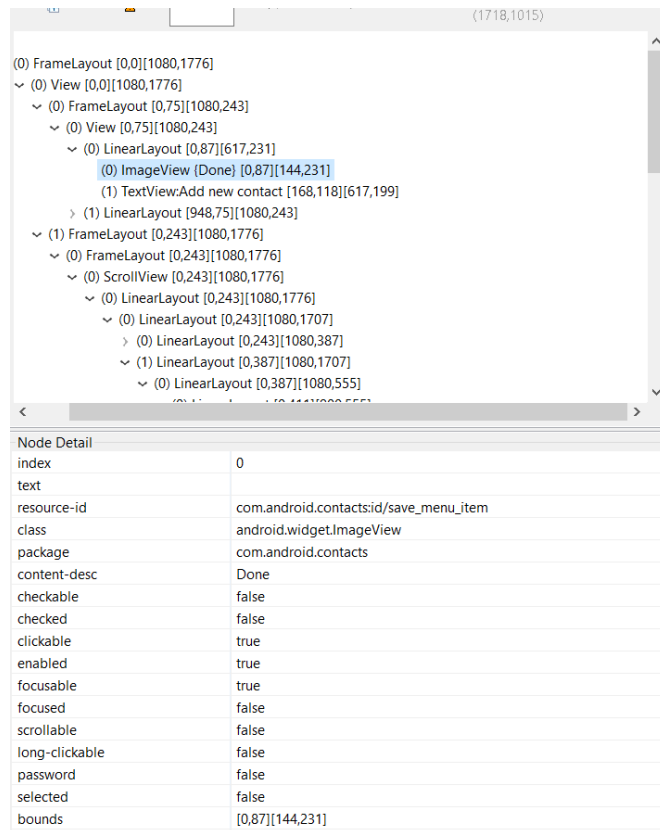 (1718,1015)
(0) FrameLayout [0,0][1080,1776]
(0) View [0,0][1080,1776]
(0) FrameLayout [0,75][1080,243]
(0) View [0,75][1080,243]
(0) LinearLayout [0,87][617,231]
(0) ImageView {Done} [0,87][144,231]
(1) TextView:Add new contact [168,118][617,199]
(1) LinearLayout [948,75][1080,243]
(1) FrameLayout [0,243][1080,1776]
(0) FrameLayout [0,243][1080,1776]
(0) ScrollView [0,243][1080,1776]
(0) LinearLayout [0,243][1080,1776]
(0) LinearLayout [0,243][1080,1707]
(0) LinearLayout [0,243][1080,387]
(1) LinearLayout [0,387][1080,1707]
(0) LinearLayout [0,387][1080,555]
Node Detail
index 0
text
resource-id com.android.contacts:id/save_menu_item
class android.widget.ImageView
package com.android.contacts
content-desc Done
checkable false
checked false
clickable true
enabled true
focusable true
focused false
scrollable false
long-clickable false
password false
selected false
bounds [0,87][144,231]